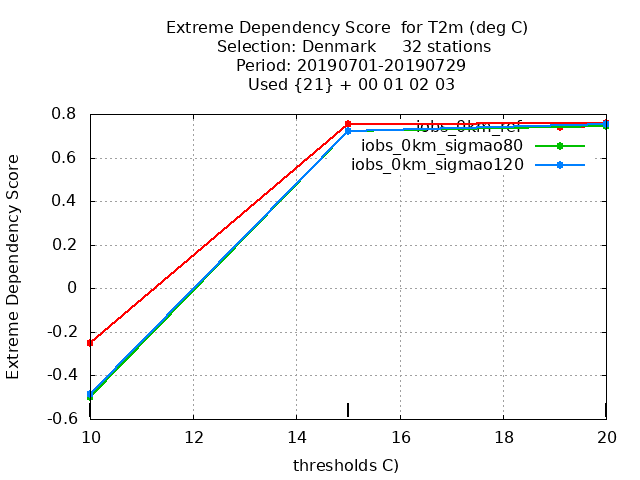 Extreme Dependency Score  for T2m (deg C)
Selection: Denmark     32 stations
Period: 20190701-20190729
Used {21} + 00 01 02 03
Extreme Dependency Score
0.8
0.6
0.4
0.2
0
-0.2
-0.4
-0.6
iobs_0km_ref
iobs_0km_sigmao80
iobs_0km_sigmao120
10 12 14 16 18 20
thresholds C)